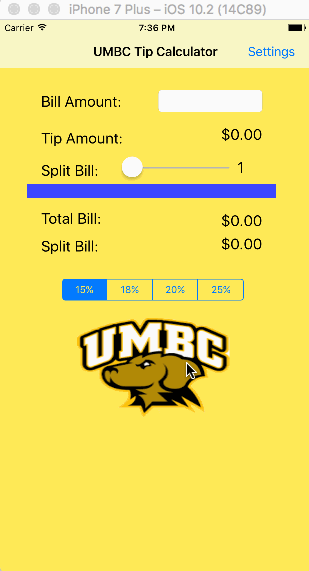 iPhone 7 Plus – iOS 10.2 (14C89)
Carrier 7:36 PM
UMBC Tip Calculator Settings
Bill Amount:
Tip Amount: $0.00
Split Bill: 1
Total Bill: $0.00
Split Bill: $0.00
15% 18% 20% 25%
UMBC